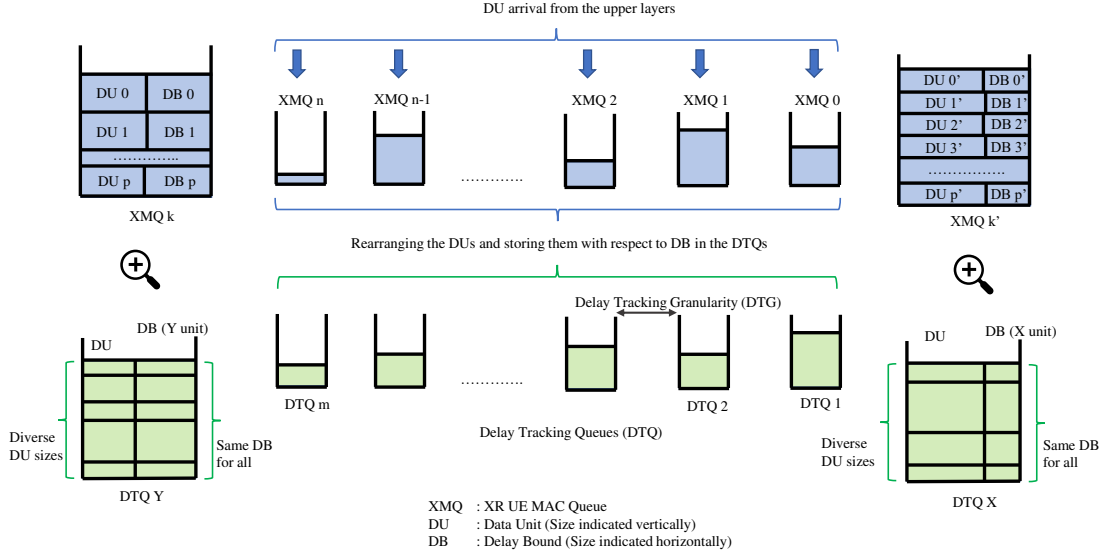 DU arrival from the upper layers
XMQ n
XMQ n-1
XMQ 2
XMQ 1
XMQ 0
DU 0
DB 0
DU 1
DB 1
…………..
DU p
DB p
XMQ k
………….
DU 0’
DB 0’
DU 1’
DB 1’
DU 2’
DB 2’
DU 3’
DB 3’
…………….
DU p’
DB p’
XMQ k’
Rearranging the DUs and storing them with respect to DB in the DTQs
Delay Tracking Granularity (DTG)
DTQ m
………….
DTQ 2
DTQ 1
Delay Tracking Queues (DTQ)
DB (Y unit)
DU
Diverse
DU sizes
Same DB
for all
DTQ Y
DU
DB (X unit)
Diverse
DU sizes
Same DB
for all
DTQ X
XMQ : XR UE MAC Queue
DU : Data Unit (Size indicated vertically)
DB : Delay Bound (Size indicated horizontally)